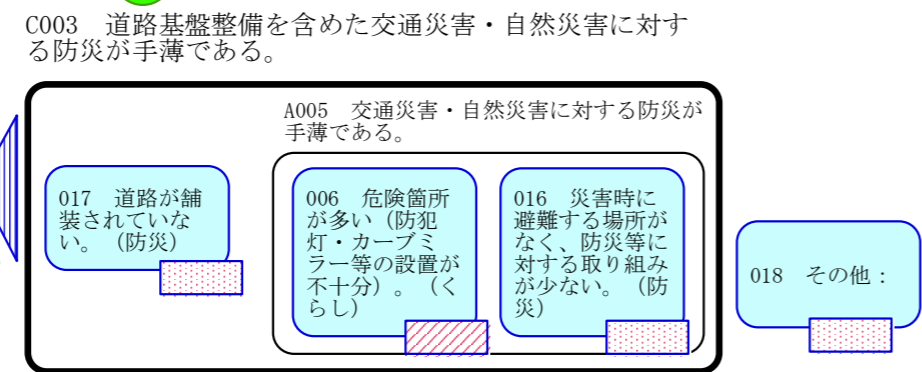 C003　道路基盤整備を含めた交通災害・自然災害に対す
る防災が手薄である。
A005　交通災害・自然災害に対する防災が
手薄である。
017　道路が舗
装されていな
い。（防災）
006　危険箇所
が多い（防犯
灯・カーブミ
ラー等の設置が
不十分）。（く
らし）
016　災害時に
避難する場所が
なく、防災等に
対する取り組み
が少ない。（防
災）
018　その他：